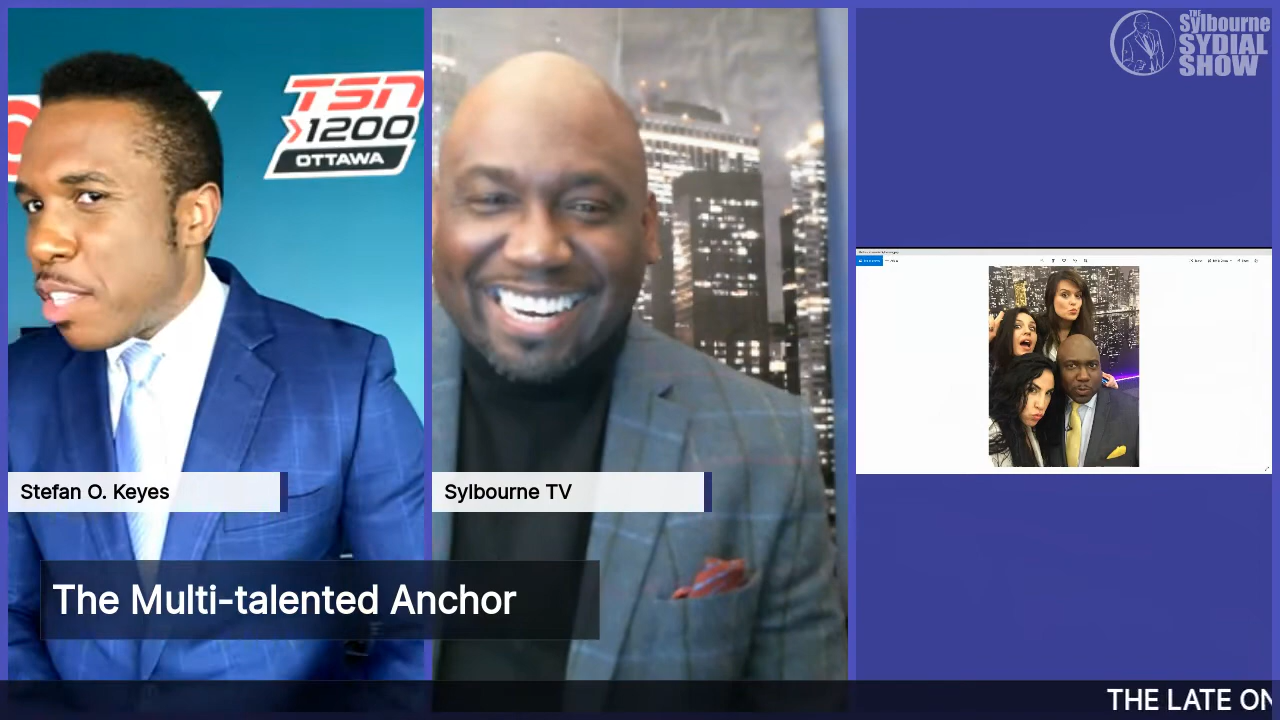 TSN
1200
OTTAWA
THE
Sylbourne
SYDIAL
SHOW
Stefan O. Keyes
Sylbourne TV
The Multi-talented Anchor
THE LATE ON